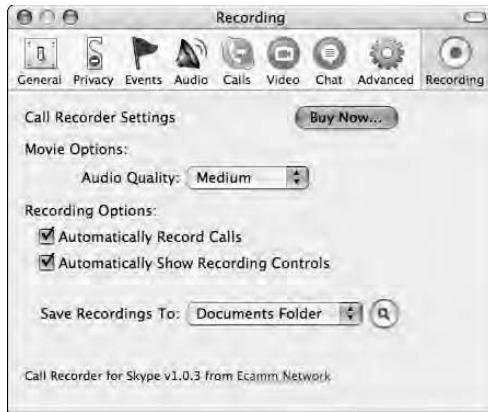 Recording
General Privacy Events Audio Calls Video Chat Advanced Recording
Call Recorder Settings Buy Now...
Movie Options:
Audio Quality: Medium
Recording Options:
Automatically Record Calls
Automatically Show Recording Controls
Save Recordings To: Documents Folder
Call Recorder for Skype v1.0.3 from Ecamm Network